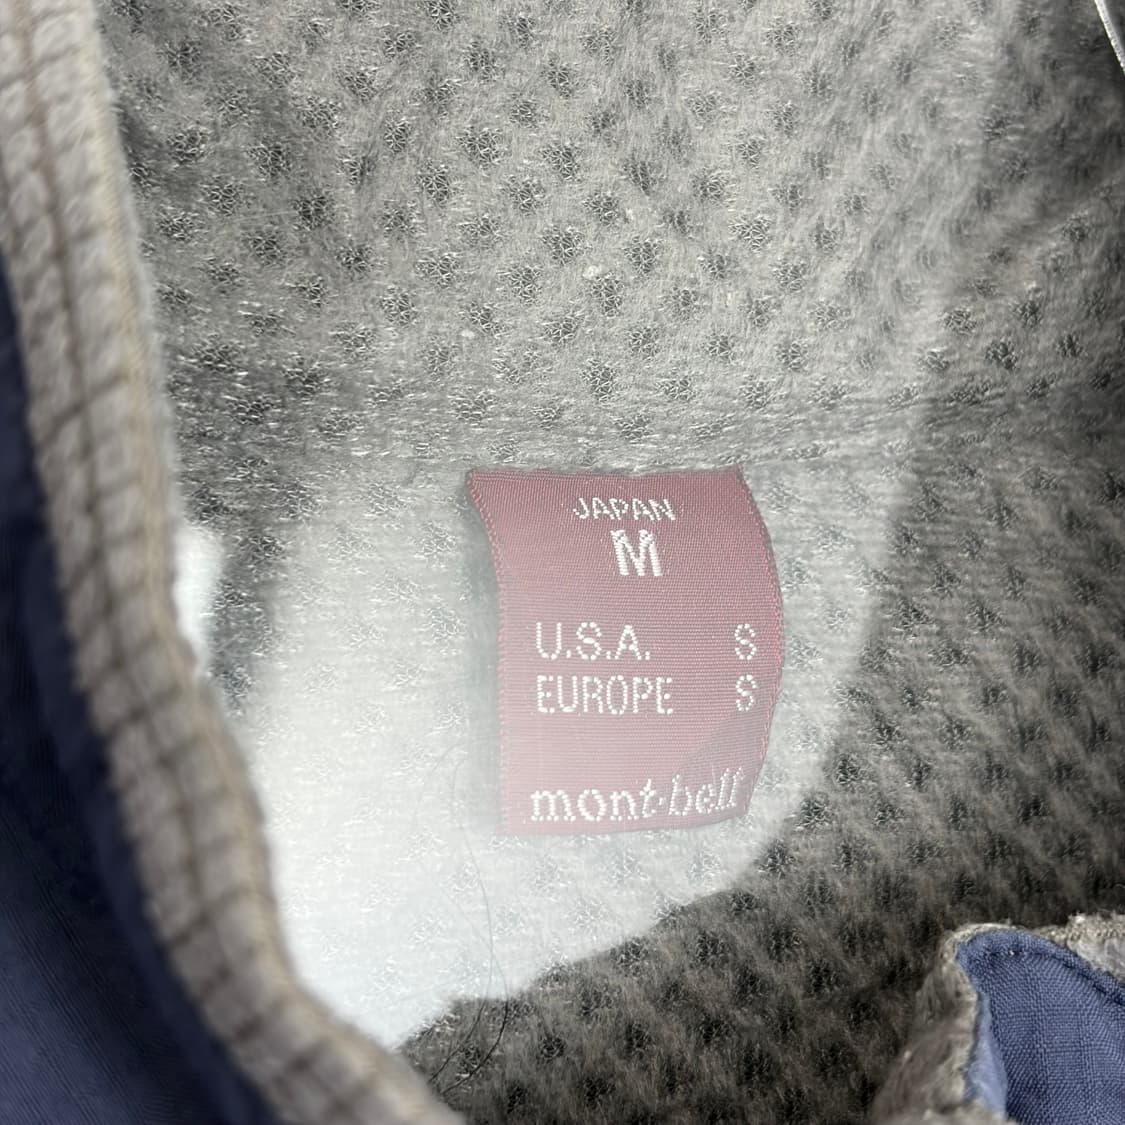 JAPAN
M
U.S.A. S
EUROPE S
mont-bell